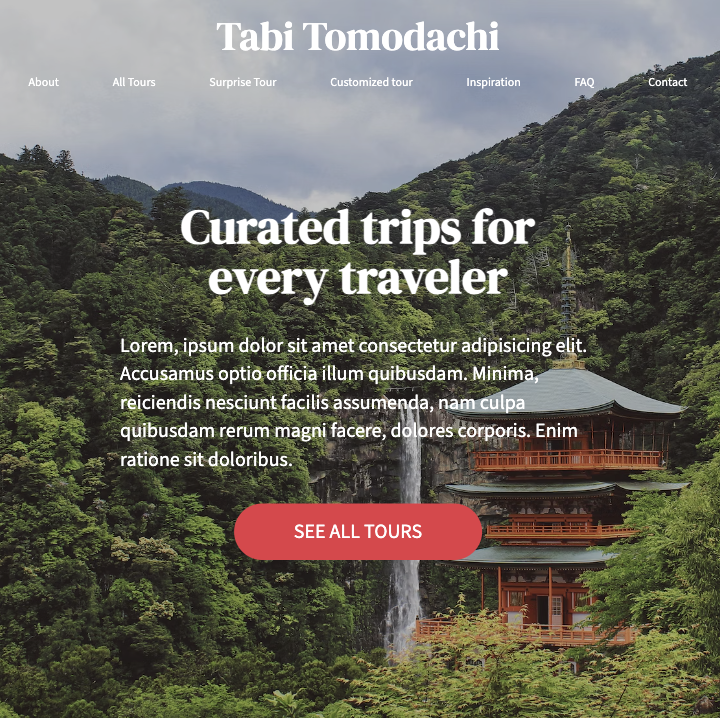 Tabi Tomodachi
About All Tours Surprise Tour Customized tour Inspiration FAQ Contact
Curated trips for
every traveler
Lorem, ipsum dolor sit amet consectetur adipisicing elit.
Accusamus optio officia illum quibusdam. Minima,
reiciendis nesciunt facilis assumenda, nam culpa
quibusdam rerum magni facere, dolores corporis. Enim
ratione sit doloribus.
SEE ALL TOURS